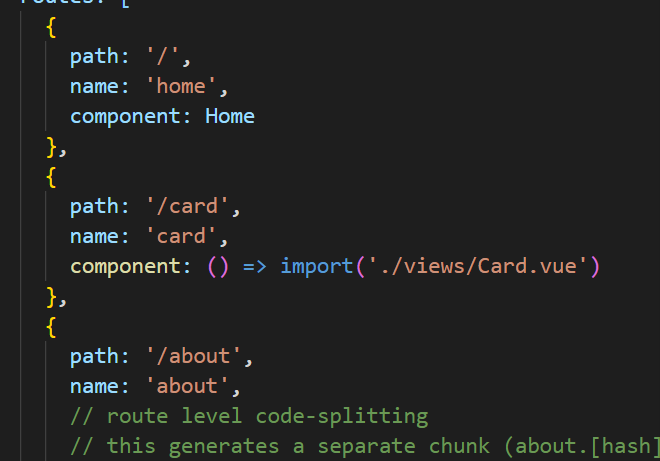 routes: [
{
path: '/',
name: 'home',
component: Home
},
{
path: '/card',
name: 'card',
component: () => import('./views/Card.vue')
},
{
path: '/about',
name: 'about',
// route level code-splitting
// this generates a separate chunk (about.[hash]